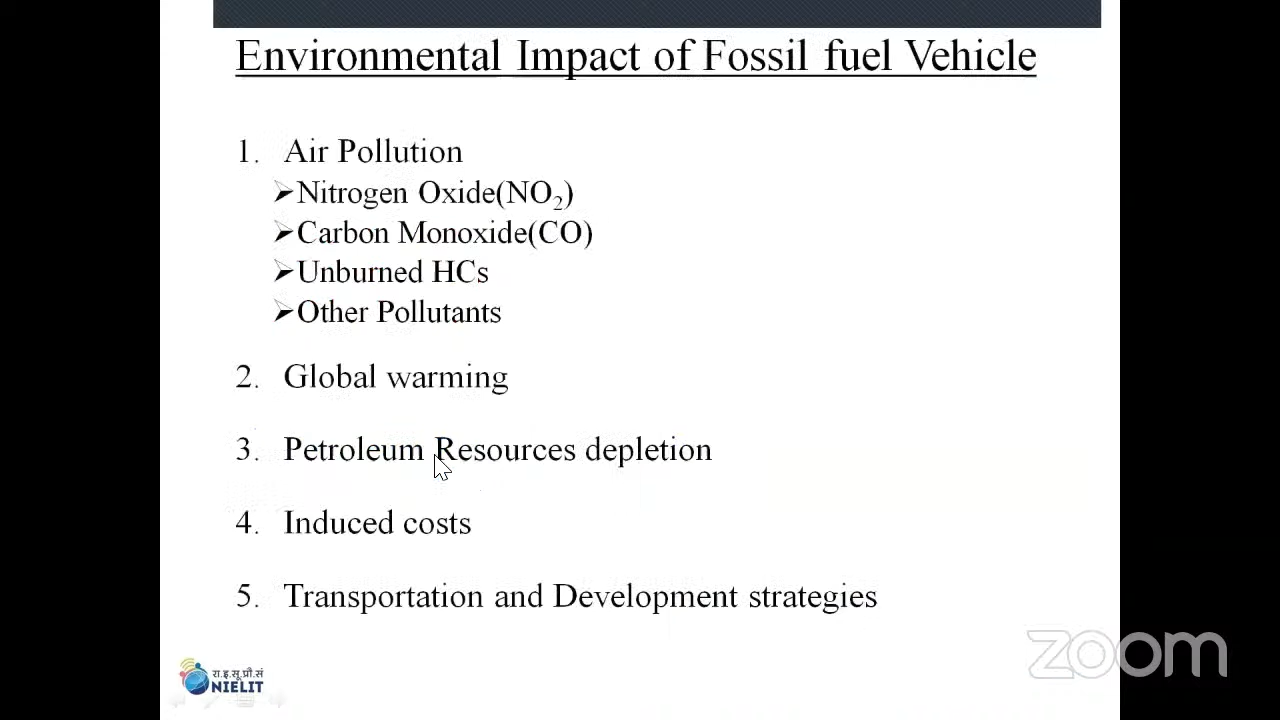 Environmental Impact of Fossil fuel Vehicle
1. Air Pollution
➢Nitrogen Oxide(NO₂)
➢Carbon Monoxide(CO)
➢Unburned HCs
➢Other Pollutants
2. Global warming
3. Petroleum Resources depletion
4. Induced costs
5. Transportation and Development strategies
रा.इ.सू.प्रौ.सं
NIELIT
zoom